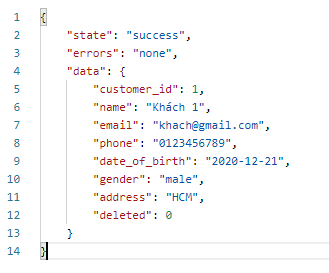 1 {
2     "state": "success",
3     "errors": "none",
4     "data": {
5         "customer_id": 1,
6         "name": "Khách 1",
7         "email": "khach@gmail.com",
8         "phone": "0123456789",
9         "date_of_birth": "2020-12-21",
10         "gender": "male",
11         "address": "HCM",
12         "deleted": 0
13     }
14 }